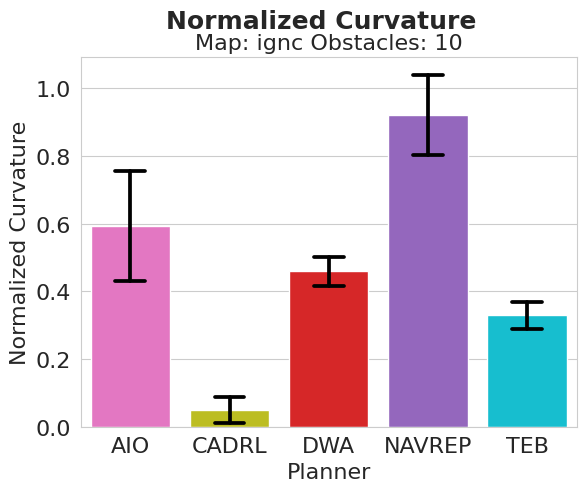 Normalized Curvature
Map: ignc Obstacles: 10
Normalized Curvature
1.0
0.8
0.6
0.4
0.2
0.0
AIO CADRL DWA NAVREP TEB
Planner